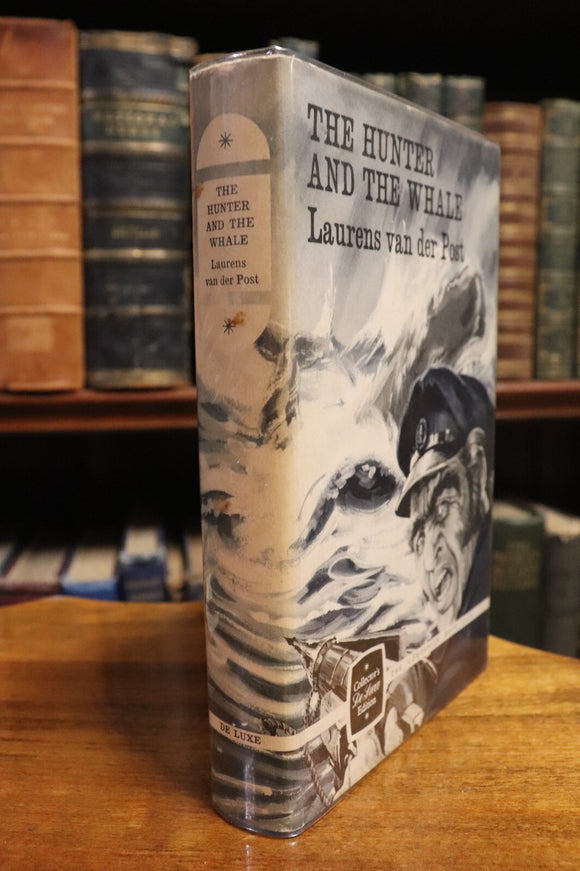 THE
HUNTER
AND THE
WHALE
Laurens
van der Post
DE LUXE
THE HUNTER
AND THE WHALE
Laurens van der Post
Collector's
De Luxe
Edition